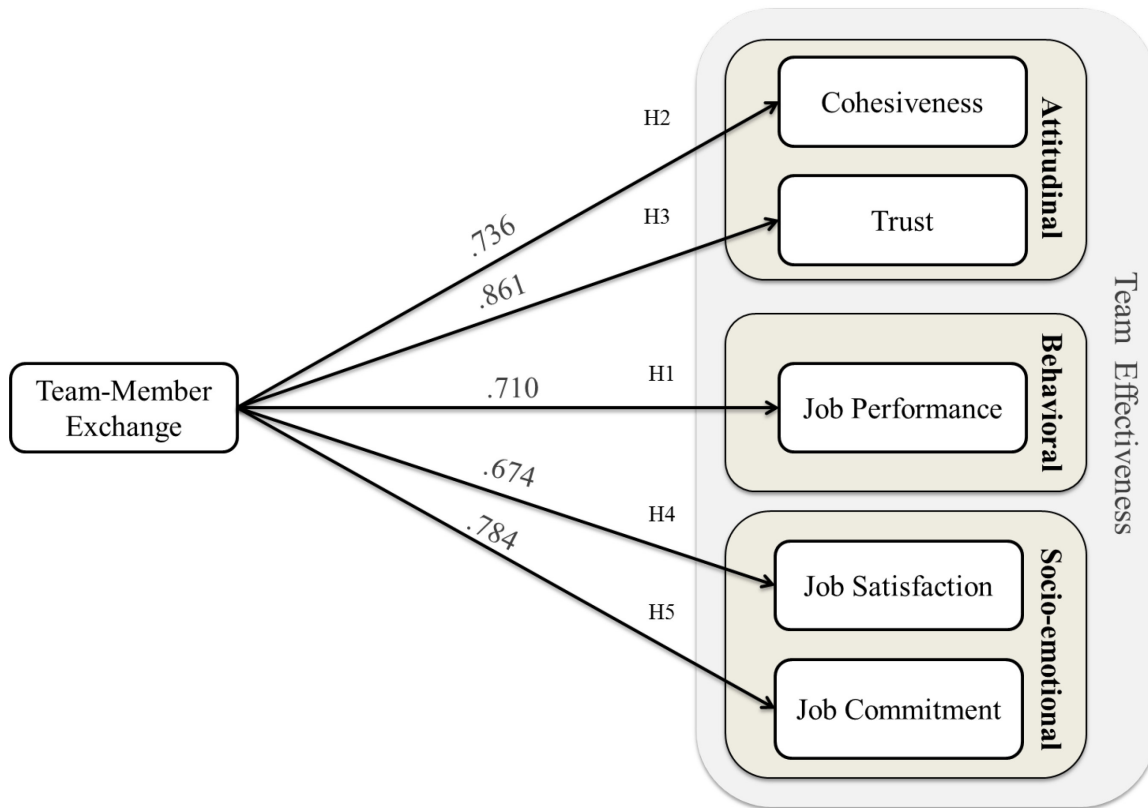 Team-Member
Exchange
H2
.736
H3
.861
H1
.710
H4
.674
H5
.784
Cohesiveness
Trust
Attitudinal
Job Performance
Behavioral
Job Satisfaction
Job Commitment
Socio-emotional
Team Effectiveness